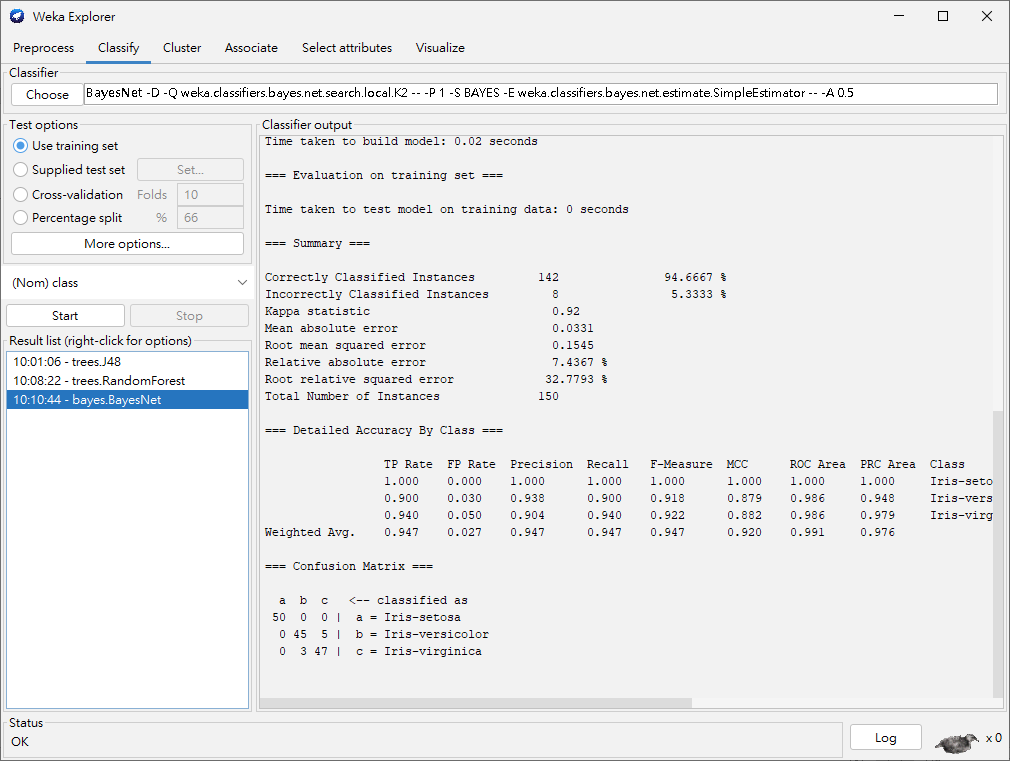 Weka Explorer
Preprocess Classify Cluster Associate Select attributes Visualize
Classifier
Choose BayesNet -D -Q weka.classifiers.bayes.net.search.local.K2 -- -P 1 -S BAYES -E weka.classifiers.bayes.net.estimate.SimpleEstimator -- -A 0.5
Test options
Use training set
Supplied test set Set...
Cross-validation Folds 10
Percentage split % 66
More options...
(Nom) class
Start Stop
Result list (right-click for options)
10:01:06 - trees.J48
10:08:22 - trees.RandomForest
10:10:44 - bayes.BayesNet
Classifier output
Time taken to build model: 0.02 seconds
=== Evaluation on training set ===
Time taken to test model on training data: 0 seconds
=== Summary ===
Correctly Classified Instances 142 94.6667 %
Incorrectly Classified Instances 8 5.3333 %
Kappa statistic 0.92
Mean absolute error 0.0331
Root mean squared error 0.1545
Relative absolute error 7.4367 %
Root relative squared error 32.7793 %
Total Number of Instances 150
=== Detailed Accuracy By Class ===
TP Rate FP Rate Precision Recall F-Measure MCC ROC Area PRC Area Class
1.000 0.000 1.000 1.000 1.000 1.000 1.000 1.000 Iris-seto
0.900 0.030 0.938 0.900 0.918 0.879 0.986 0.948 Iris-vers
0.940 0.050 0.904 0.940 0.922 0.882 0.986 0.979 Iris-virg
Weighted Avg. 0.947 0.027 0.947 0.947 0.947 0.920 0.991 0.976
=== Confusion Matrix ===
a b c <-- classified as
50 0 0 | a = Iris-setosa
0 45 5 | b = Iris-versicolor
0 3 47 | c = Iris-virginica
Status
OK
Log
x 0